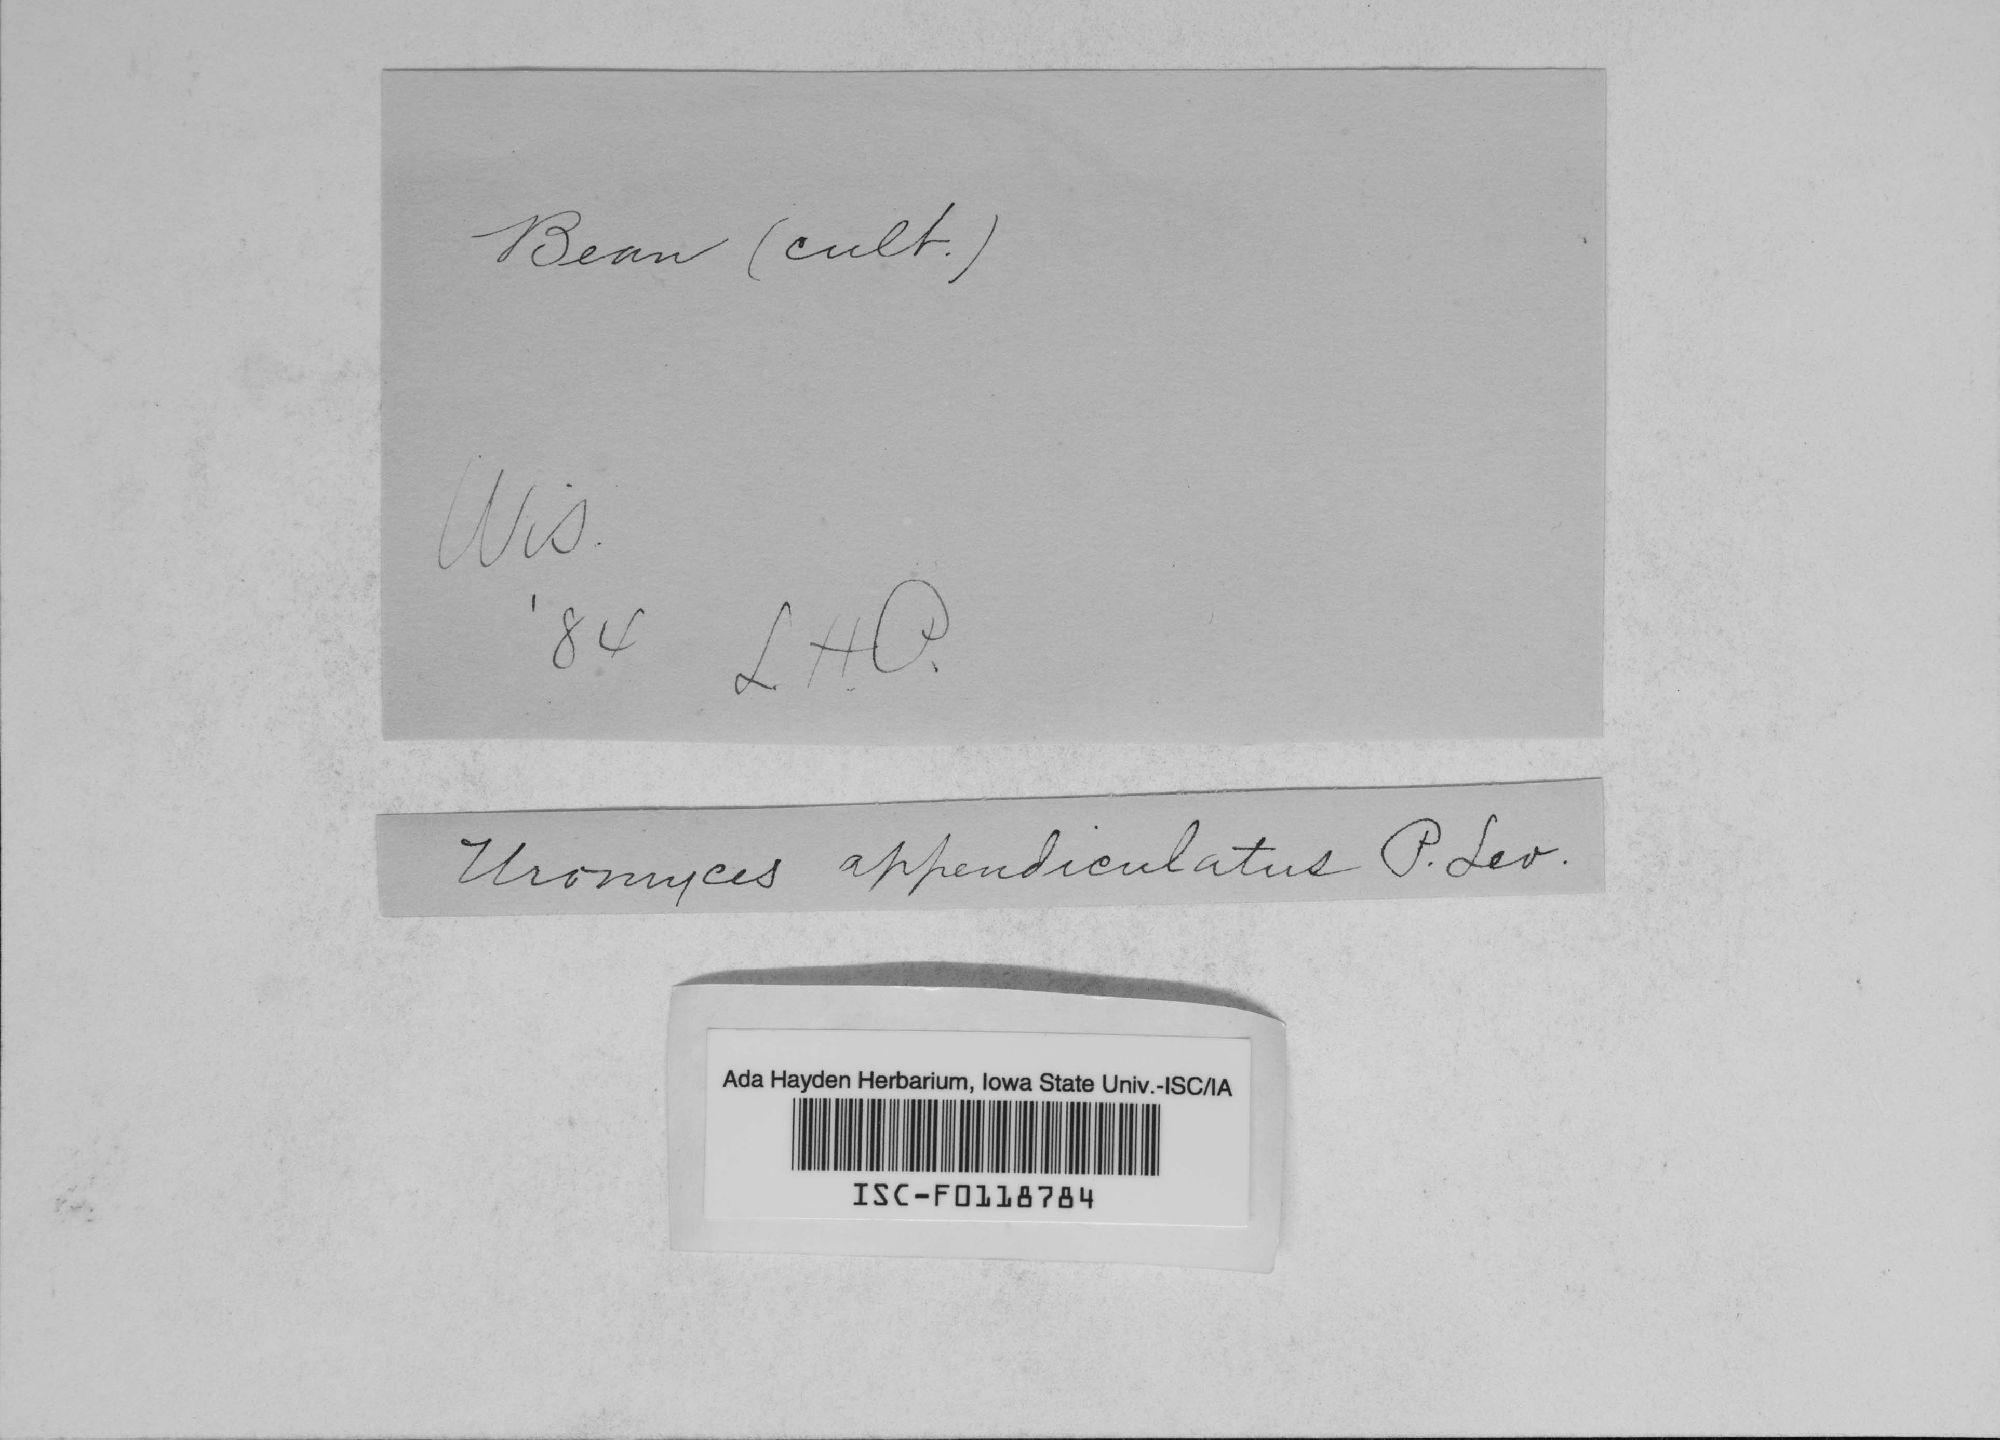 Bean (cult.)
Wis.
'84 L.H.P.
Uromyces appendiculatus P. Lev.
Ada Hayden Herbarium, Iowa State Univ.-ISC/IA
ISC-F0118784